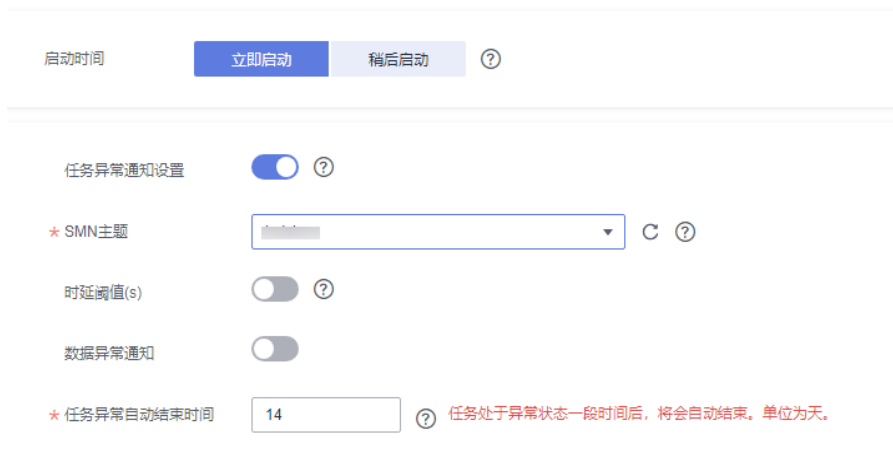 启动时间 立即启动 稍后启动 ?
任务异常通知设置 ?
* SMN主题 ?
时延阈值(s) ?
数据异常通知
* 任务异常自动结束时间 14 ? 任务处于异常状态一段时间后，将会自动结束。单位为天。